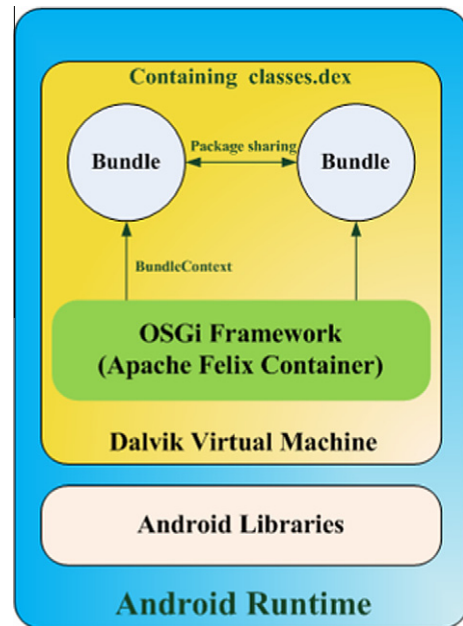 Containing classes.dex
Bundle
Package sharing
Bundle
BundleContext
OSGi Framework
(Apache Felix Container)
Dalvik Virtual Machine
Android Libraries
Android Runtime